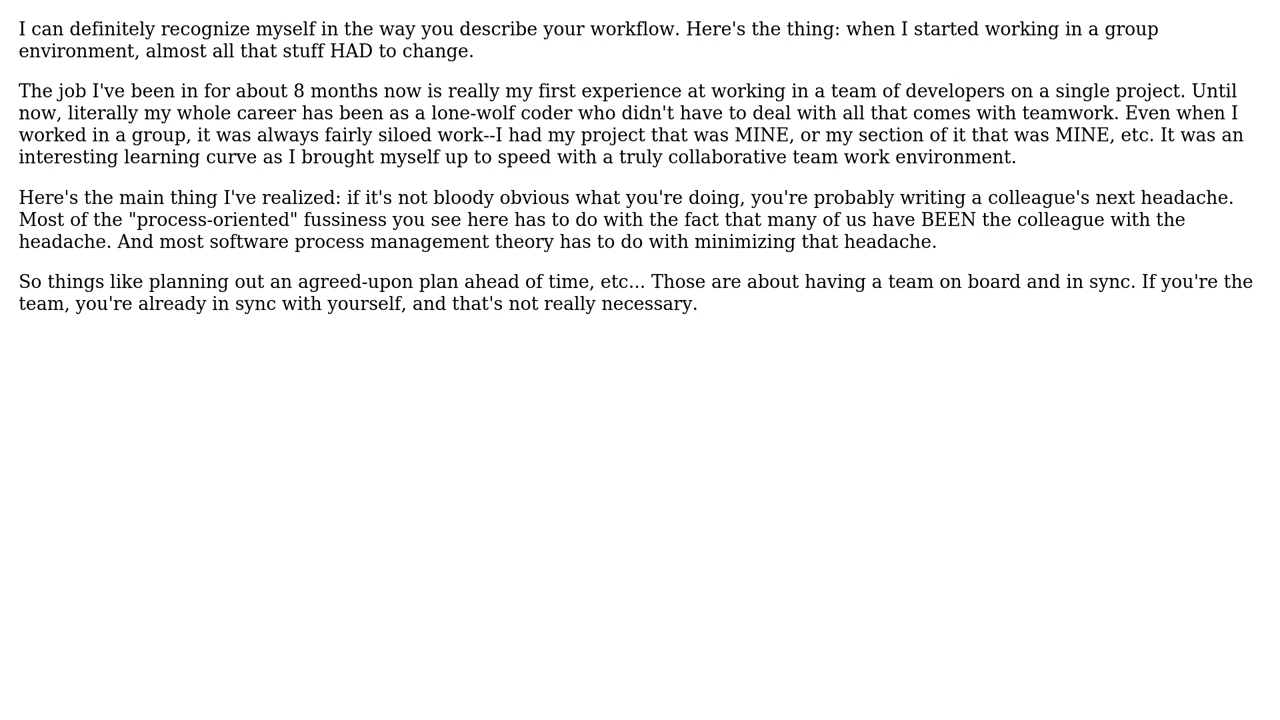 I can definitely recognize myself in the way you describe your workflow. Here's the thing: when I started working in a group
environment, almost all that stuff HAD to change.
The job I've been in for about 8 months now is really my first experience at working in a team of developers on a single project. Until
now, literally my whole career has been as a lone-wolf coder who didn't have to deal with all that comes with teamwork. Even when I
worked in a group, it was always fairly siloed work--I had my project that was MINE, or my section of it that was MINE, etc. It was an
interesting learning curve as I brought myself up to speed with a truly collaborative team work environment.
Here's the main thing I've realized: if it's not bloody obvious what you're doing, you're probably writing a colleague's next headache.
Most of the "process-oriented" fussiness you see here has to do with the fact that many of us have BEEN the colleague with the
headache. And most software process management theory has to do with minimizing that headache.
So things like planning out an agreed-upon plan ahead of time, etc... Those are about having a team on board and in sync. If you're the
team, you're already in sync with yourself, and that's not really necessary.